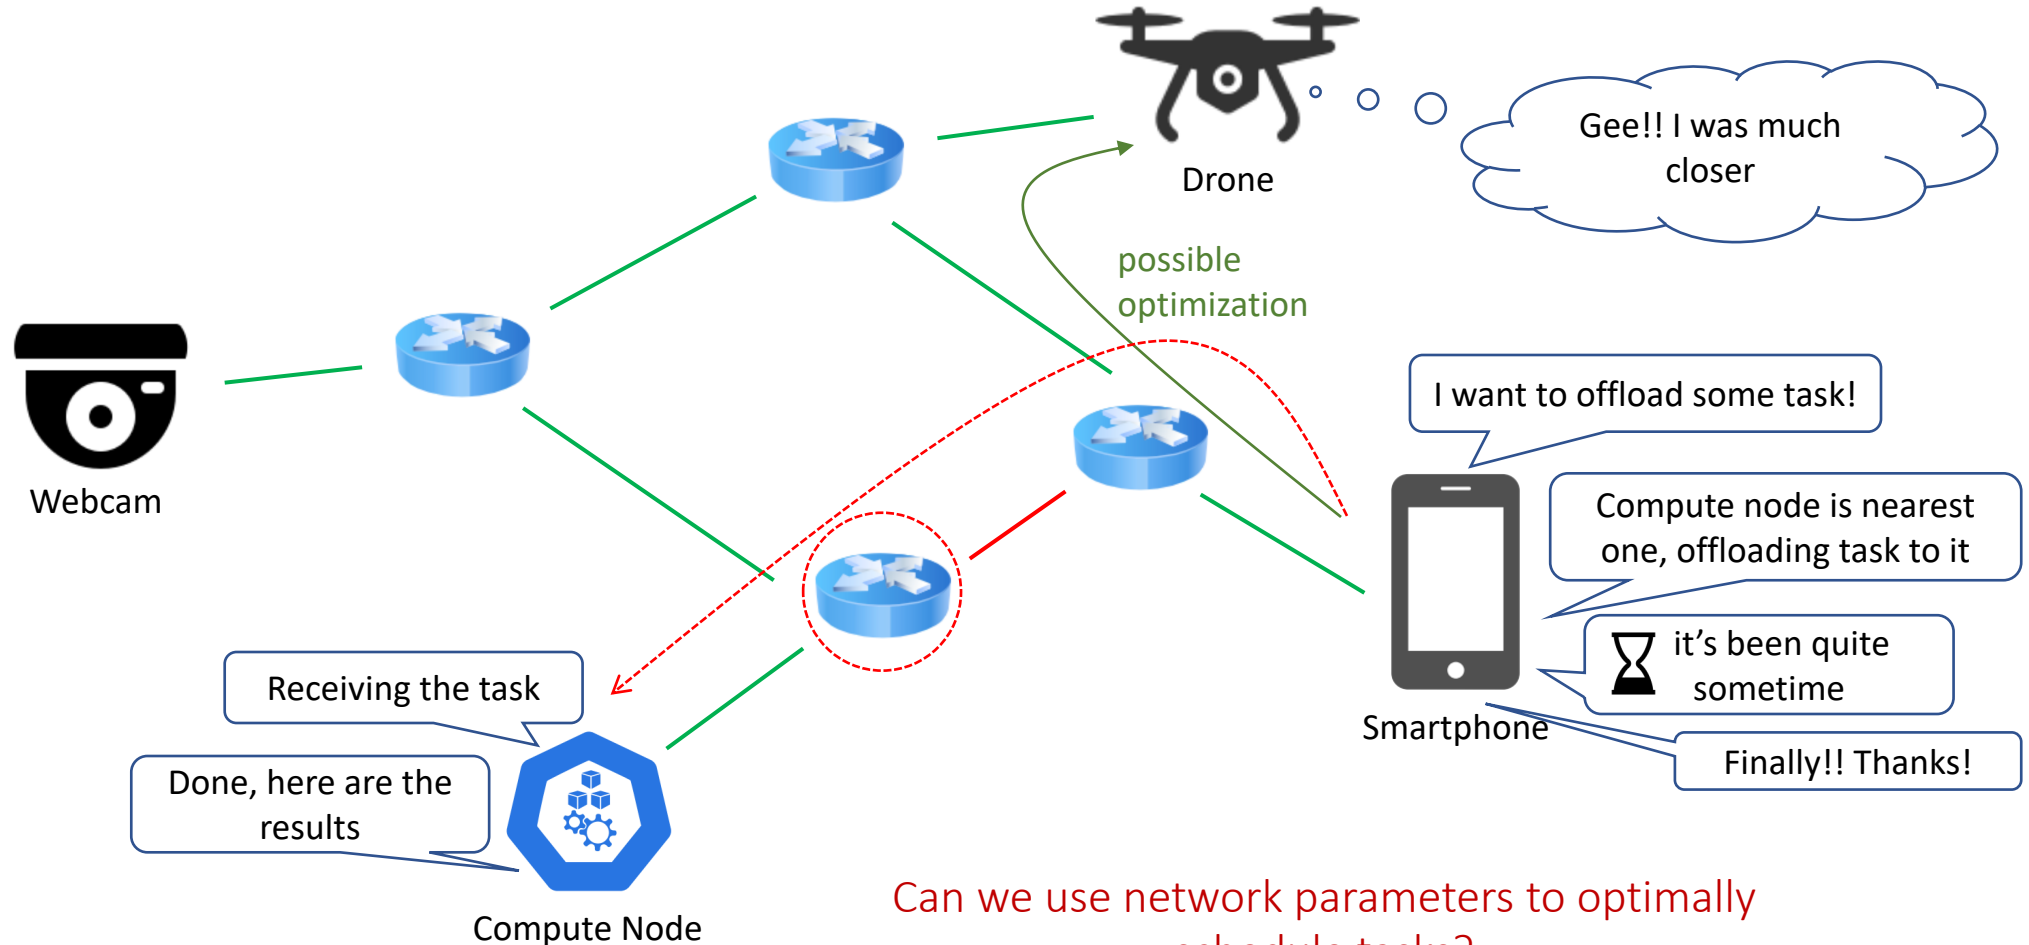 Gee!! I was much
closer
Drone
possible
optimization
I want to offload some task!
Webcam
Compute node is nearest
one, offloading task to it
it’s been quite
sometime
Receiving the task
Smartphone
Finally!! Thanks!
Done, here are the
results
Can we use network parameters to optimally
schedule tasks?
Compute Node